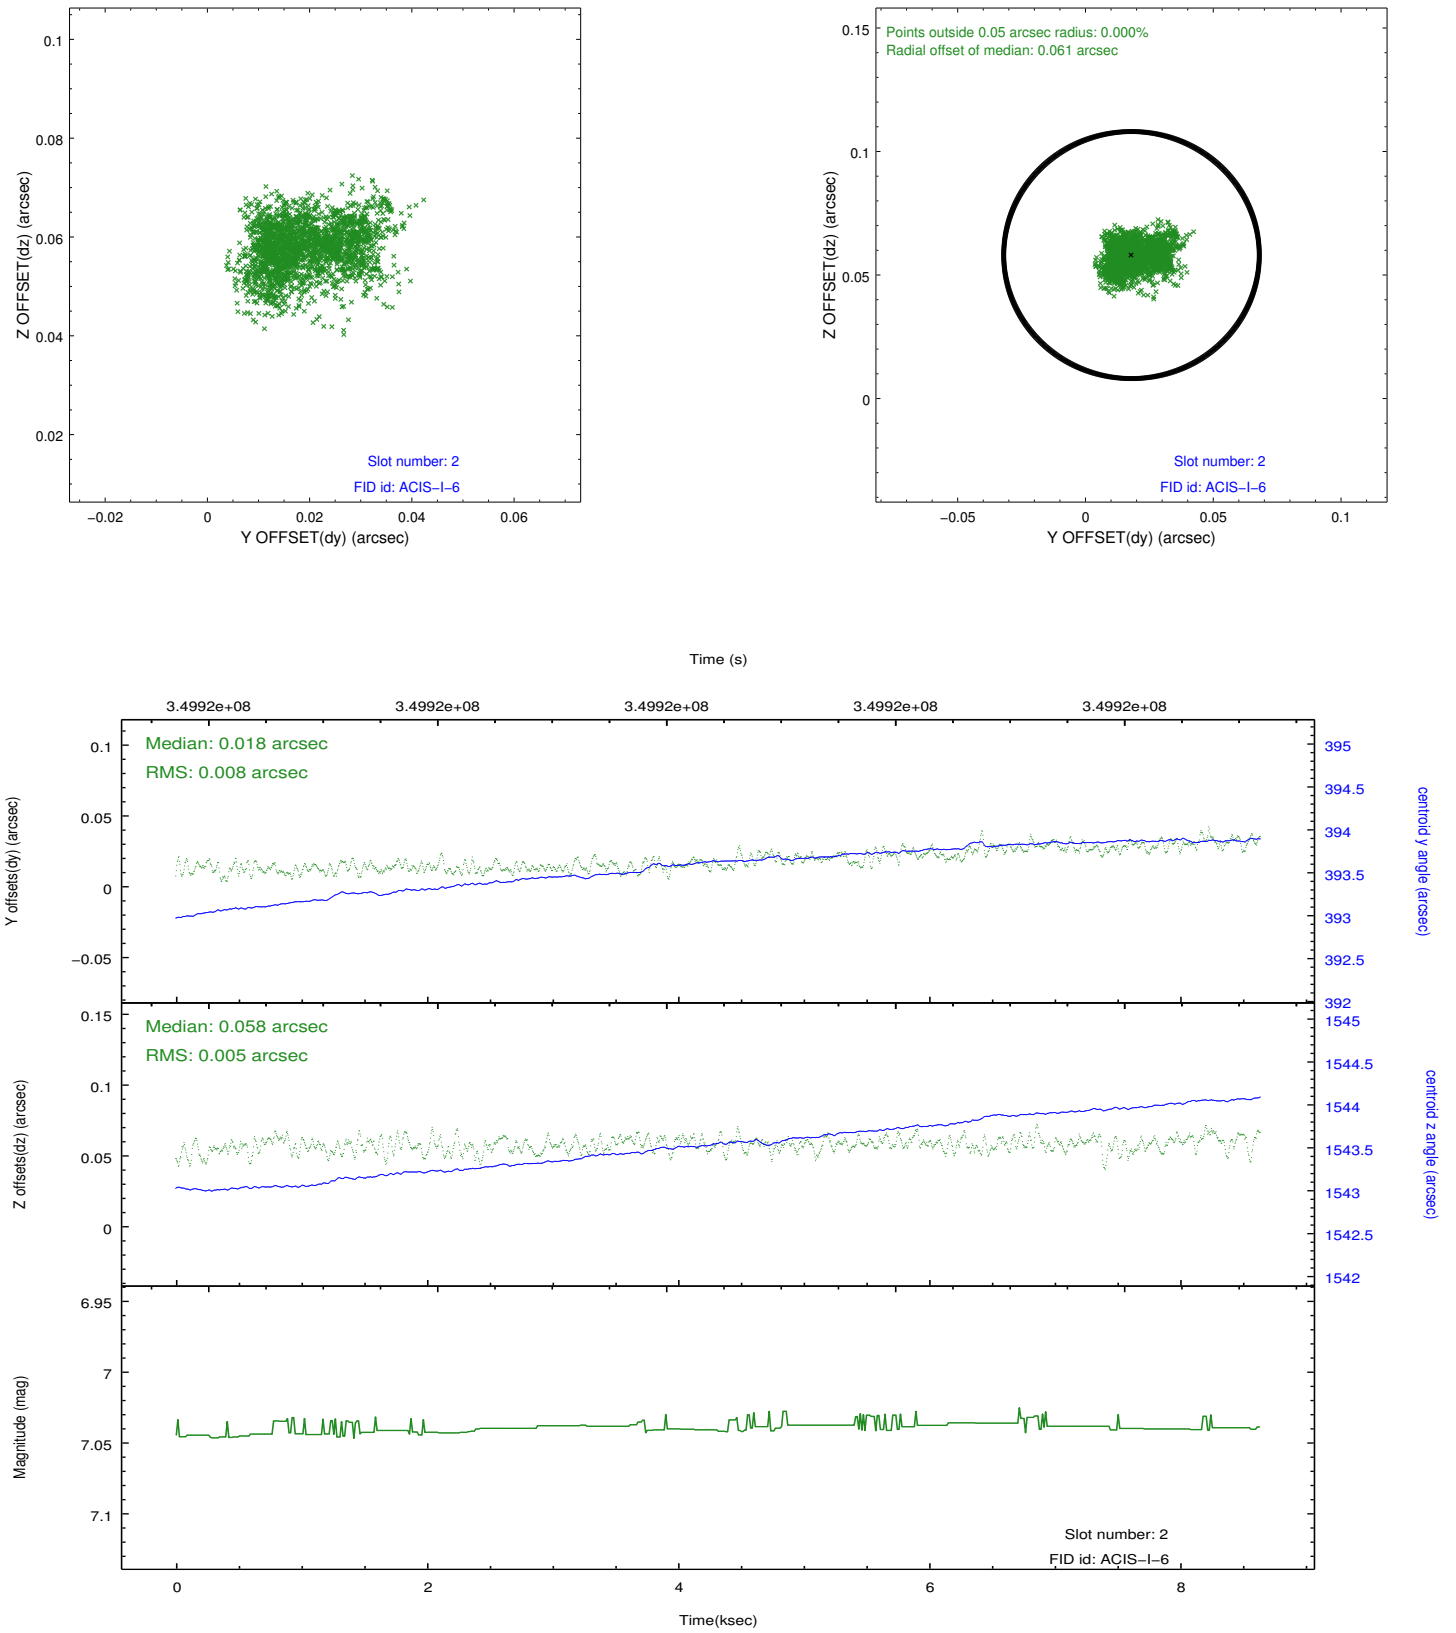 0.1
0.08
0.06
0.04
0.02
Z OFFSET(dz) (arcsec)
Slot number: 2
FID id: ACIS−I−6
−0.02 0 0.02 0.04 0.06
Y OFFSET(dy) (arcsec)
Points outside 0.05 arcsec radius: 0.000%
Radial offset of median: 0.061 arcsec
0.15
0.1
0.05
0
Z OFFSET(dz) (arcsec)
Slot number: 2
FID id: ACIS−I−6
−0.05 0 0.05 0.1
Y OFFSET(dy) (arcsec)
Time (s)
3.4992e+08 3.4992e+08 3.4992e+08 3.4992e+08 3.4992e+08
Median: 0.018 arcsec
RMS: 0.008 arcsec
0.1
0.05
0
−0.05
Y offsets(dy) (arcsec)
395
394.5
394
393.5
393
392.5
392
centroid y angle (arcsec)
Median: 0.058 arcsec
RMS: 0.005 arcsec
0.15
0.1
0.05
0
Z offsets(dz) (arcsec)
1545
1544.5
1544
1543.5
1543
1542.5
1542
centroid z angle (arcsec)
6.95
7
7.05
7.1
Magnitude (mag)
Slot number: 2
FID id: ACIS−I−6
0 2 4 6 8
Time(ksec)